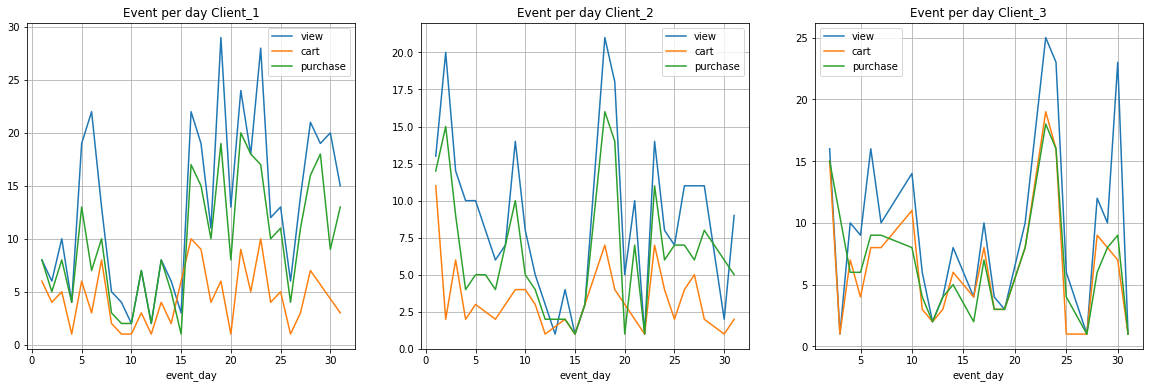 Event per day Client_1
view
cart
purchase
30
25
20
15
10
5
0
0
5
10
15
20
25
30
event_day
Event per day Client_2
view
cart
purchase
20.0
17.5
15.0
12.5
10.0
7.5
5.0
2.5
0.0
0
5
10
15
20
25
30
event_day
Event per day Client_3
view
cart
purchase
25
20
15
10
5
0
5
10
15
20
25
30
event_day